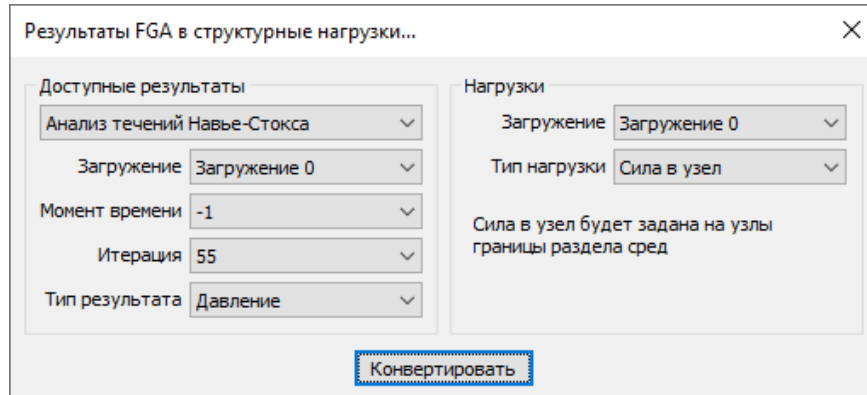 Результаты FGA в структурные нагрузки...
Доступные результаты
Анализ течений Навье-Стокса
Загружение Загружение 0
Момент времени -1
Итерация 55
Тип результата Давление
Нагрузки
Загружение Загружение 0
Тип нагрузки Сила в узел
Сила в узел будет задана на узлы
границы раздела сред
Конвертировать